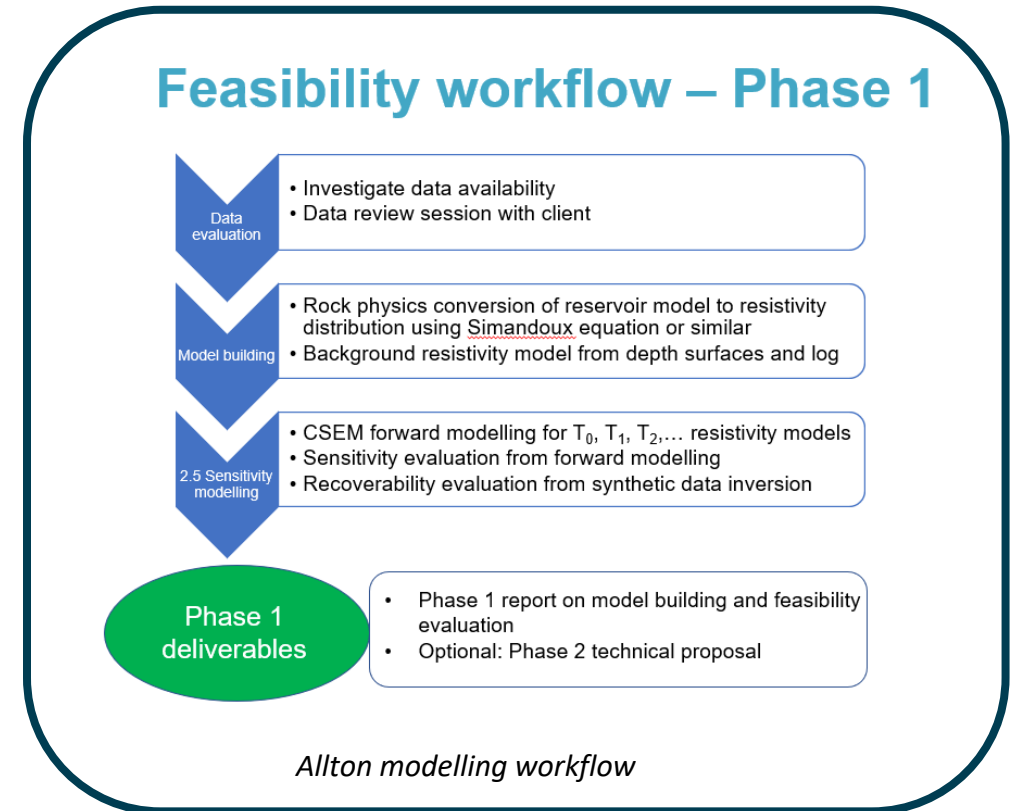 Feasibility workflow – Phase 1
Data
evaluation
• Investigate data availability
• Data review session with client
Model building
• Rock physics conversion of reservoir model to resistivity
distribution using Simandoux equation or similar
• Background resistivity model from depth surfaces and log
2.5 Sensitivity
modelling
• CSEM forward modelling for T₀, T₁, T₂,... resistivity models
• Sensitivity evaluation from forward modelling
• Recoverability evaluation from synthetic data inversion
Phase 1
deliverables
• Phase 1 report on model building and feasibility
evaluation
• Optional: Phase 2 technical proposal
Allton modelling workflow